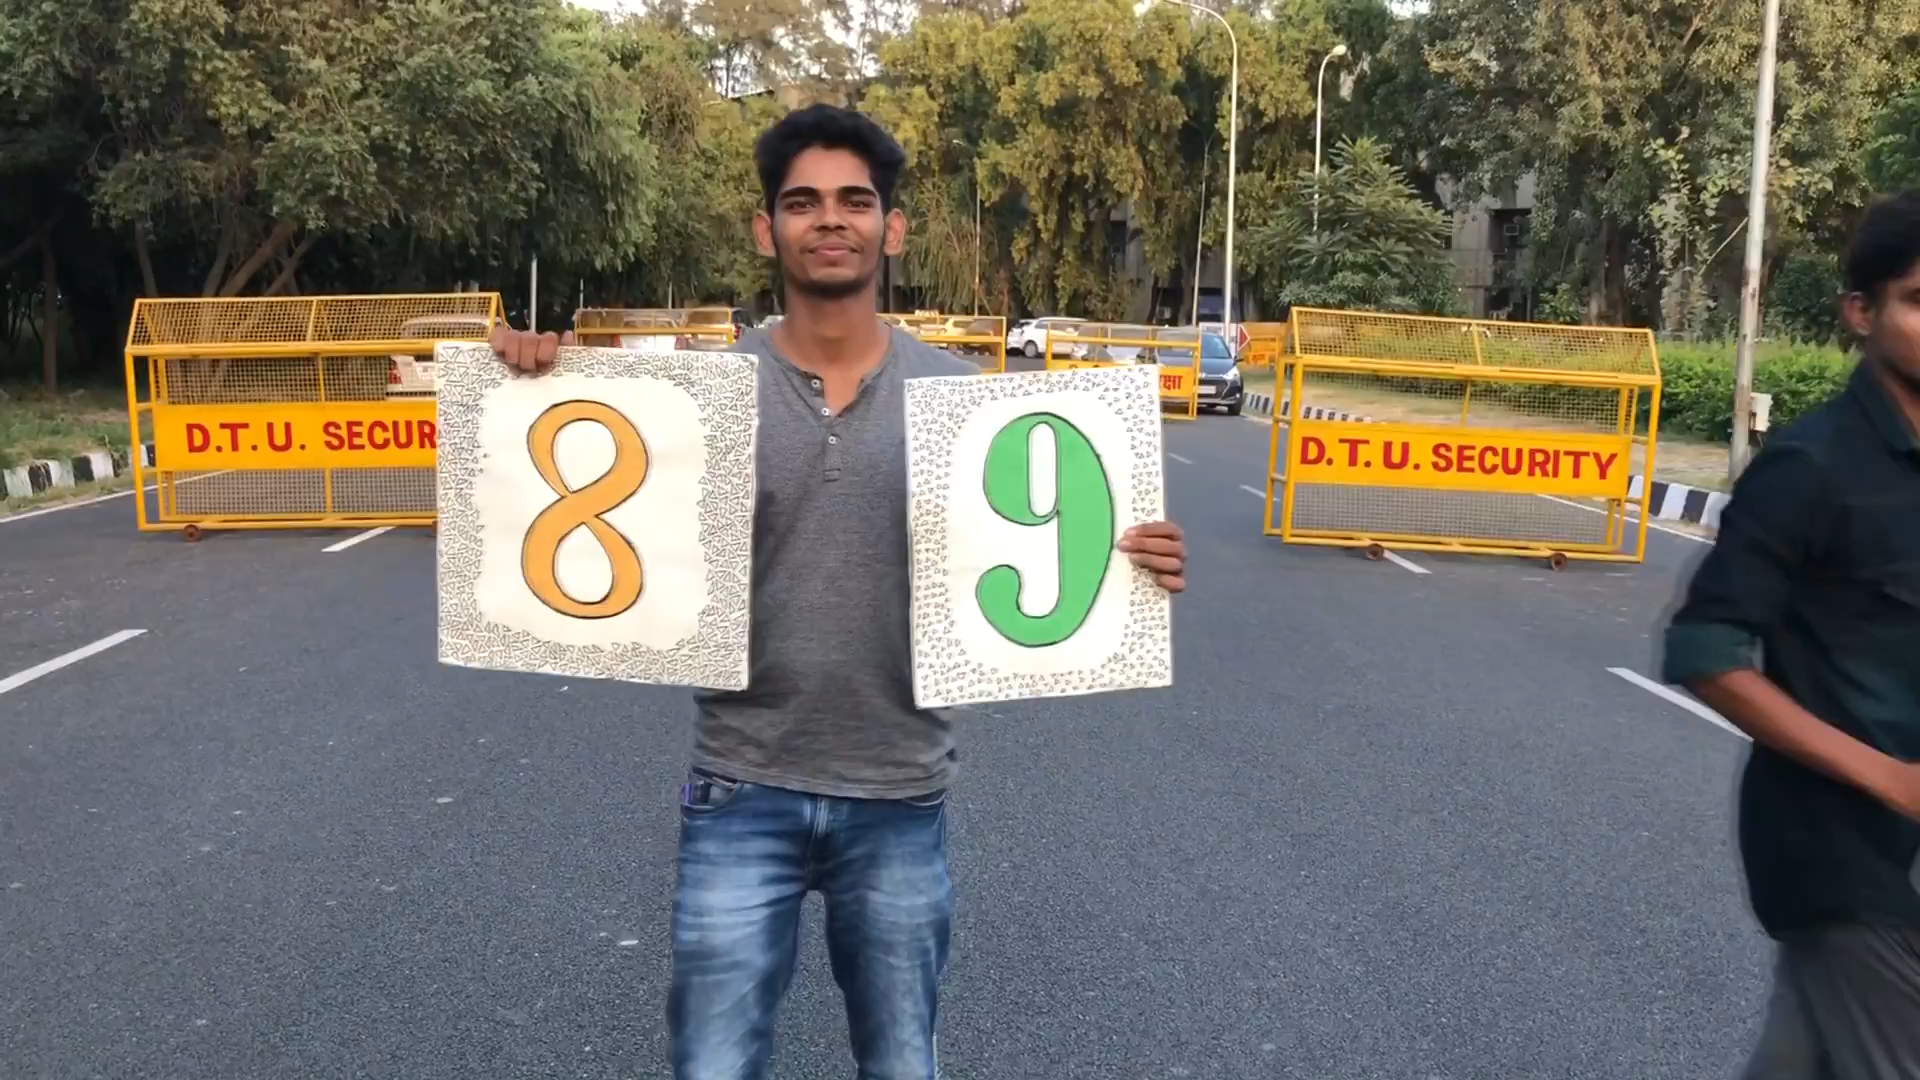 D.T.U. SECUR
8
9
क्षा
D.T.U. SECURITY